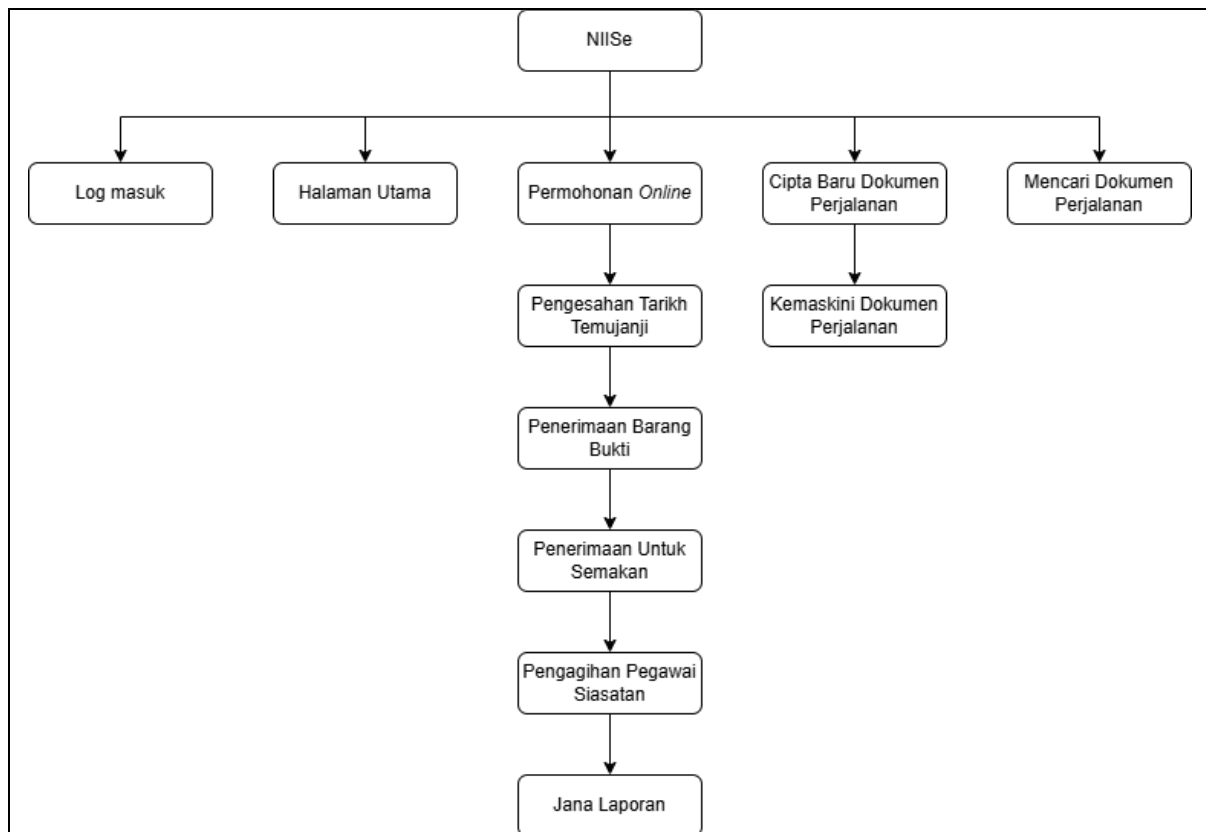 NIISe
Log masuk
Halaman Utama
Permohonan Online
Cipta Baru Dokumen
Perjalanan
Mencari Dokumen
Perjalanan
Pengesahan Tarikh
Temujanji
Kemaskini Dokumen
Perjalanan
Penerimaan Barang
Bukti
Penerimaan Untuk
Semakan
Pengagihan Pegawai
Siasatan
Jana Laporan